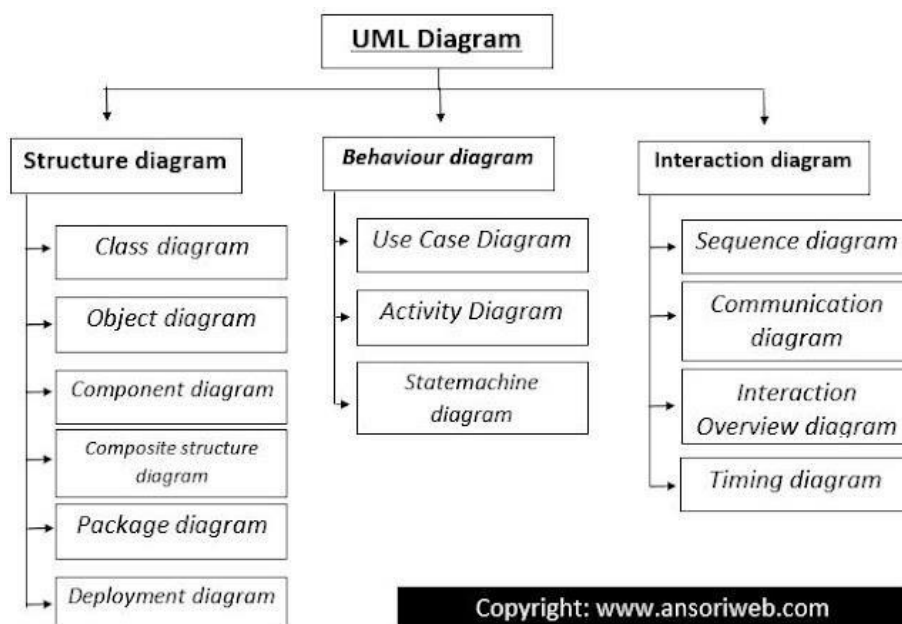 UML Diagram
Structure diagram
Class diagram
Object diagram
Component diagram
Composite structure
diagram
Package diagram
Deployment diagram
Behaviour diagram
Use Case Diagram
Activity Diagram
Statemachine
diagram
Interaction diagram
Sequence diagram
Communication
diagram
Interaction
Overview diagram
Timing diagram
Copyright: www.ansoriweb.com